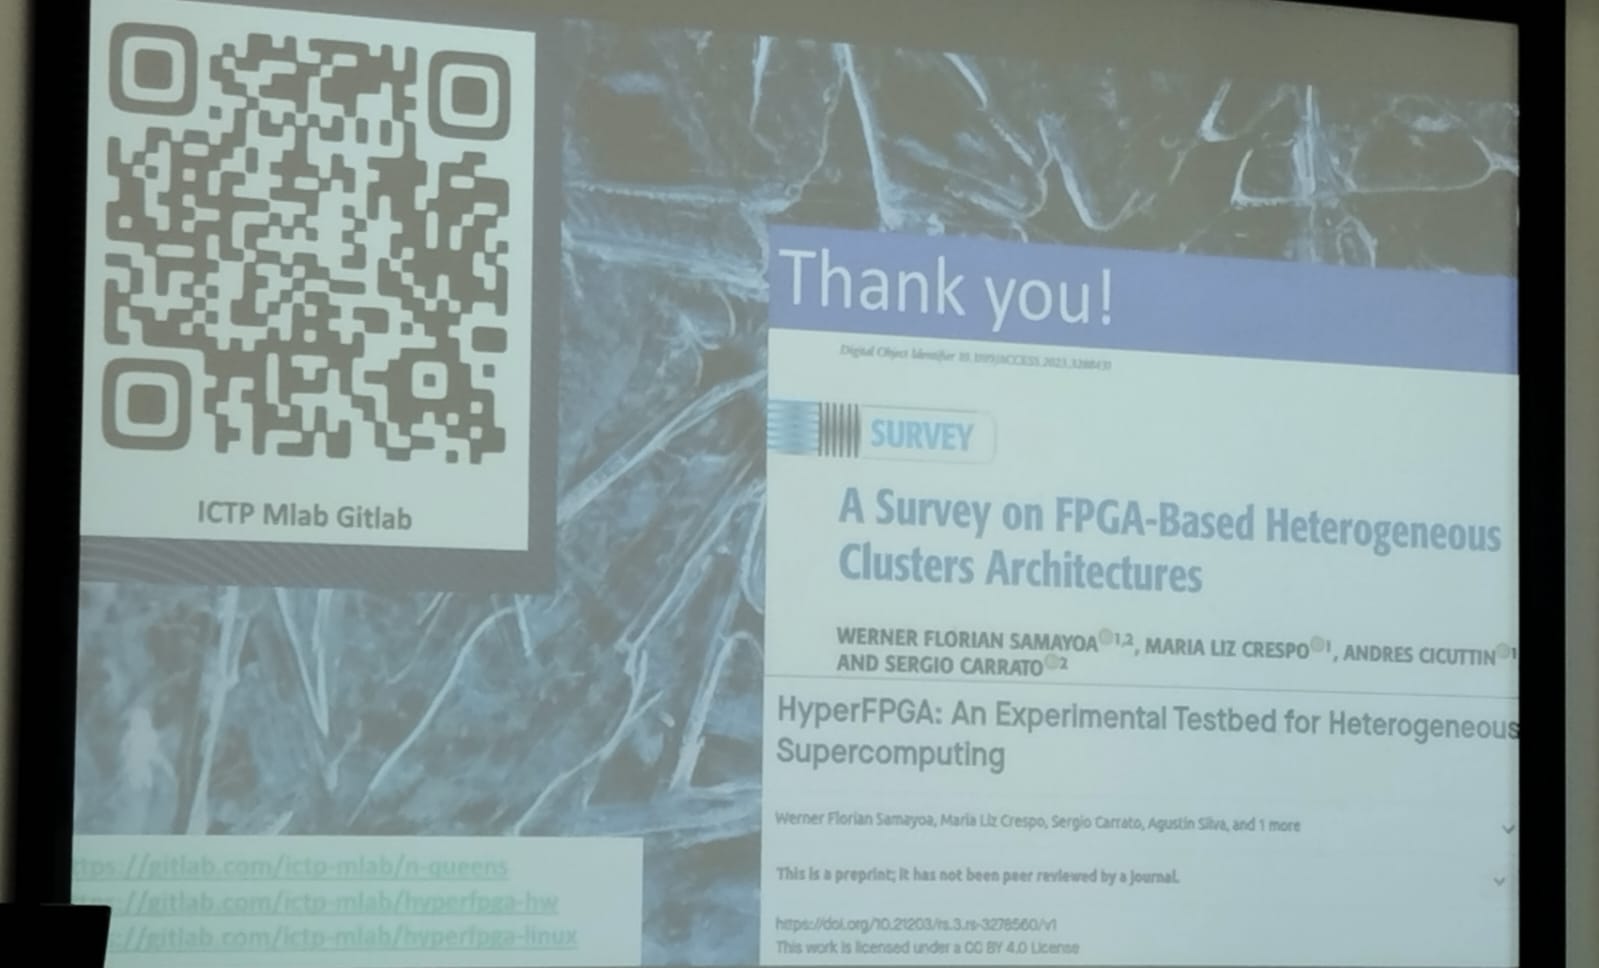 ICTP Mlab Gitlab
Thank you!
Digital Object Identifier 10.1109/ACCESS.2023.3288431
SURVEY
A Survey on FPGA-Based Heterogeneous
Clusters Architectures
WERNER FLORIAN SAMAYOA 1,2, MARIA LIZ CRESPO 1, ANDRES CICUTTIN 1
AND SERGIO CARRATO 2
HyperFPGA: An Experimental Testbed for Heterogeneous
Supercomputing
Werner Florian Samayoa, Maria Liz Crespo, Sergio Carrato, Agustin Silva, and 1 more
This is a preprint; it has not been peer reviewed by a journal.
https://doi.org/10.21203/rs.3.rs-3278560/v1
This work is licensed under a CC BY 4.0 License
tps://gitlab.com/ictp-mlab/n-queens
://gitlab.com/ictp-mlab/hyperfpga-hw
://gitlab.com/ictp-mlab/hyperfpga-linux